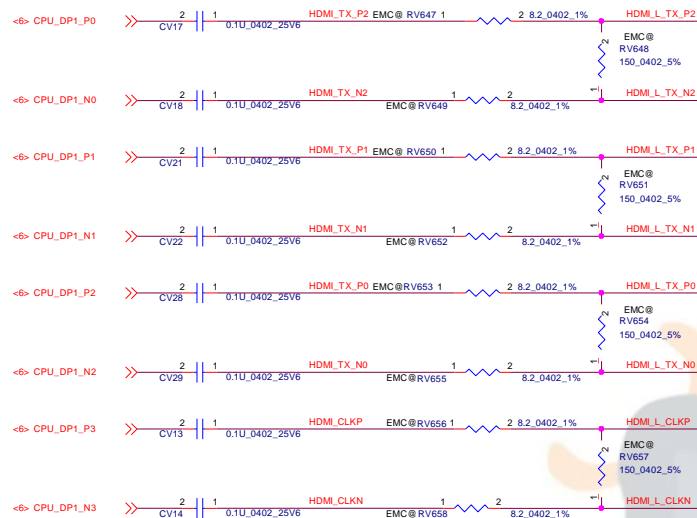 <6> CPU_DP1_P0 2 1 HDMI_TX_P2 EMC@ RV647 1 2 8.2_0402_1% HDMI_L_TX_P2
CV17 0.1U_0402_25V6
2 EMC@
RV648
150_0402_5%
1
<6> CPU_DP1_N0 2 1 HDMI_TX_N2 1 2 HDMI_L_TX_N2
CV18 0.1U_0402_25V6 EMC@ RV649 8.2_0402_1%
<6> CPU_DP1_P1 2 1 HDMI_TX_P1 EMC@ RV650 1 2 8.2_0402_1% HDMI_L_TX_P1
CV21 0.1U_0402_25V6
2 EMC@
RV651
150_0402_5%
1
<6> CPU_DP1_N1 2 1 HDMI_TX_N1 1 2 HDMI_L_TX_N1
CV22 0.1U_0402_25V6 EMC@ RV652 8.2_0402_1%
<6> CPU_DP1_P2 2 1 HDMI_TX_P0 EMC@ RV653 1 2 8.2_0402_1% HDMI_L_TX_P0
CV28 0.1U_0402_25V6
2 EMC@
RV654
150_0402_5%
1
<6> CPU_DP1_N2 2 1 HDMI_TX_N0 1 2 HDMI_L_TX_N0
CV29 0.1U_0402_25V6 EMC@ RV655 8.2_0402_1%
<6> CPU_DP1_P3 2 1 HDMI_CLKP EMC@ RV656 1 2 8.2_0402_1% HDMI_L_CLKP
CV13 0.1U_0402_25V6
2 EMC@
RV657
150_0402_5%
1
<6> CPU_DP1_N3 2 1 HDMI_CLKN 1 2 HDMI_L_CLKN
CV14 0.1U_0402_25V6 EMC@ RV658 8.2_0402_1%